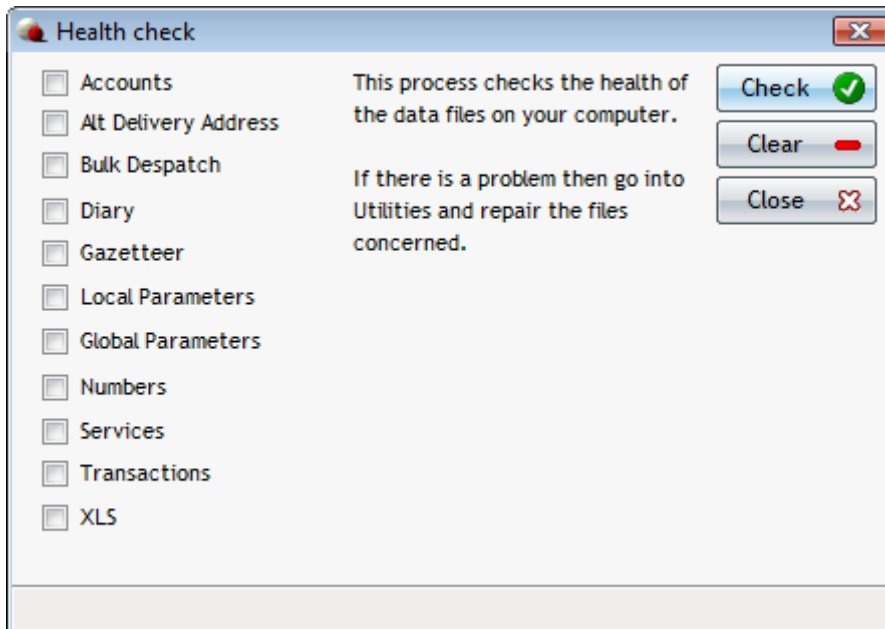 Health check
Accounts
Alt Delivery Address
Bulk Despatch
Diary
Gazetteer
Local Parameters
Global Parameters
Numbers
Services
Transactions
XLS
This process checks the health of
the data files on your computer.
If there is a problem then go into
Utilities and repair the files
concerned.
Check
Clear
Close